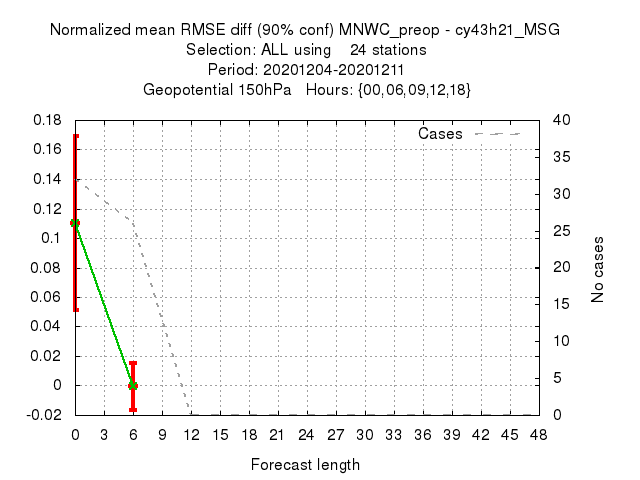 Normalized mean RMSE diff (90% conf) MNWC_preop - cy43h21_MSG
Selection: ALL using    24 stations
Period: 20201204-20201211
Geopotential 150hPa   Hours: {00,06,09,12,18}
Cases
0.18
0.16
0.14
0.12
0.1
0.08
0.06
0.04
0.02
0
-0.02
40
35
30
25
20
15
10
5
0
No cases
0 3 6 9 12 15 18 21 24 27 30 33 36 39 42 45 48
Forecast length